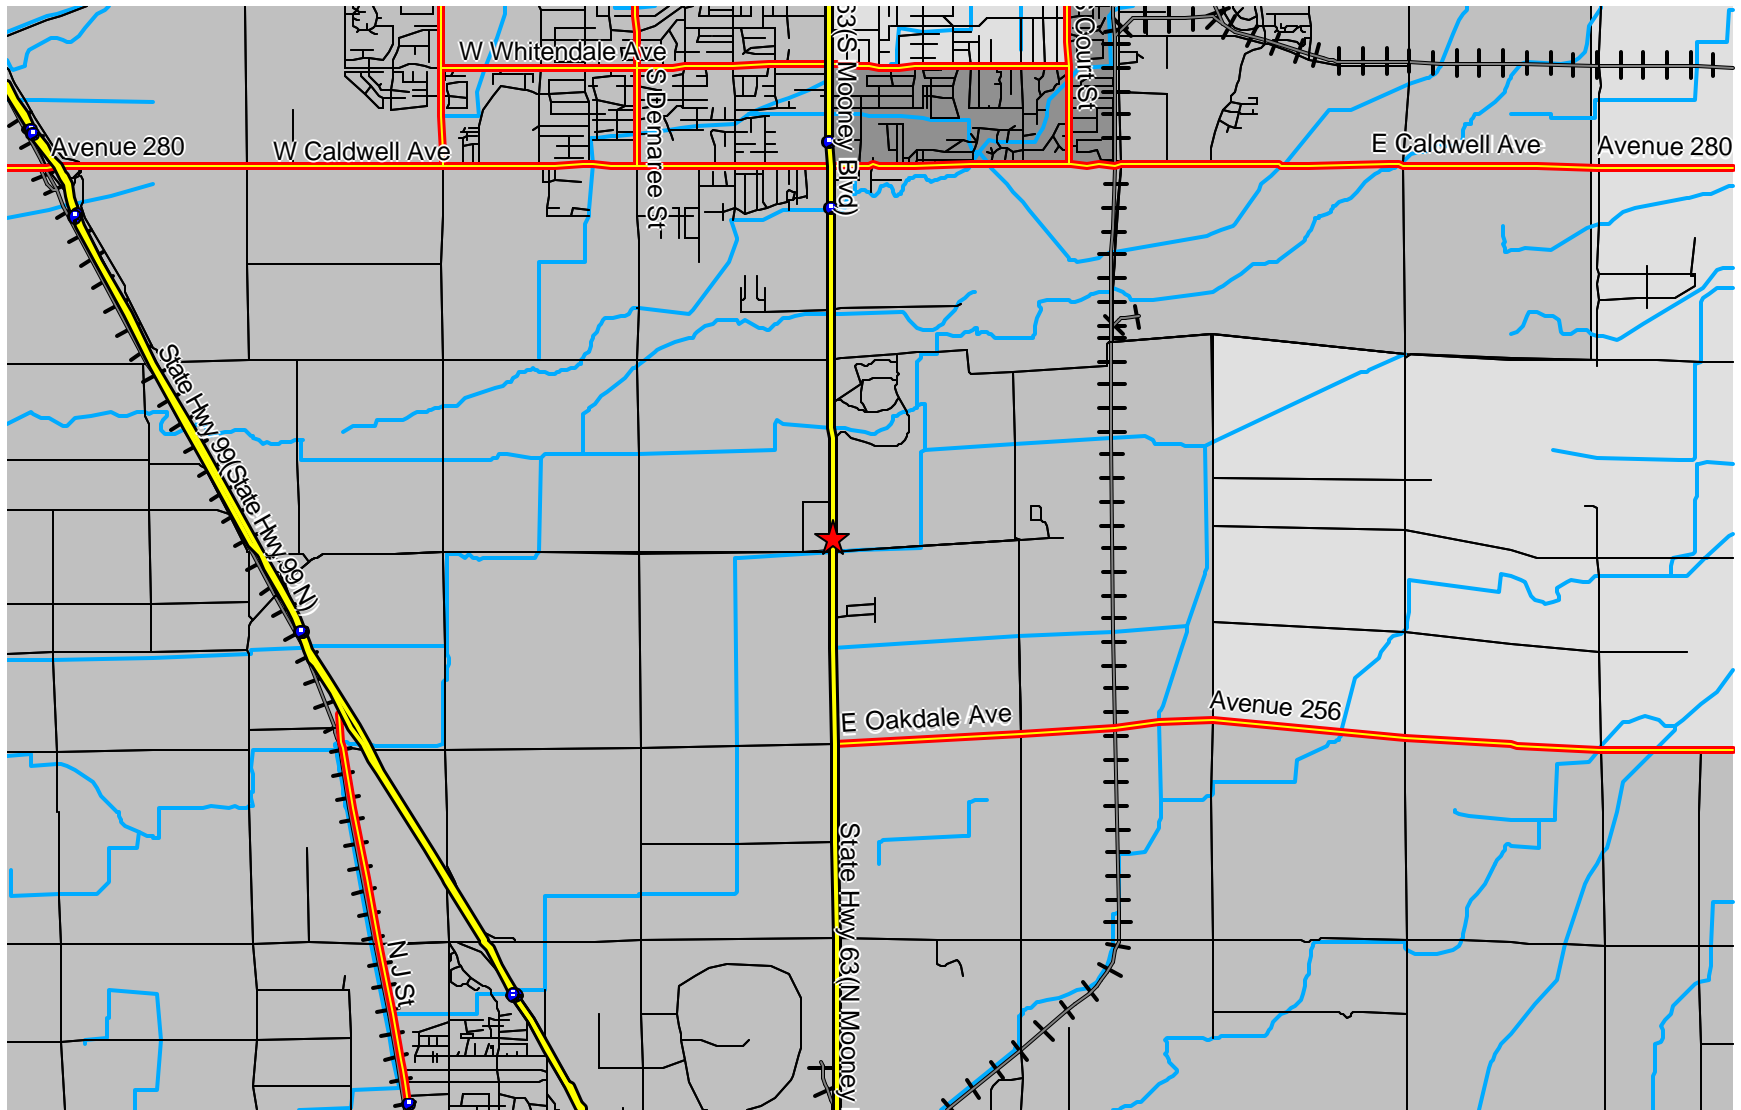 W Whitendale Ave
S Demaree St
63(S Mooney Blvd)
S Court St
Avenue 280
W Caldwell Ave
E Caldwell Ave
Avenue 280
State Hwy 99(State Hwy 99 N)
E Oakdale Ave
Avenue 256
State Hwy 63(N Mooney
N J St